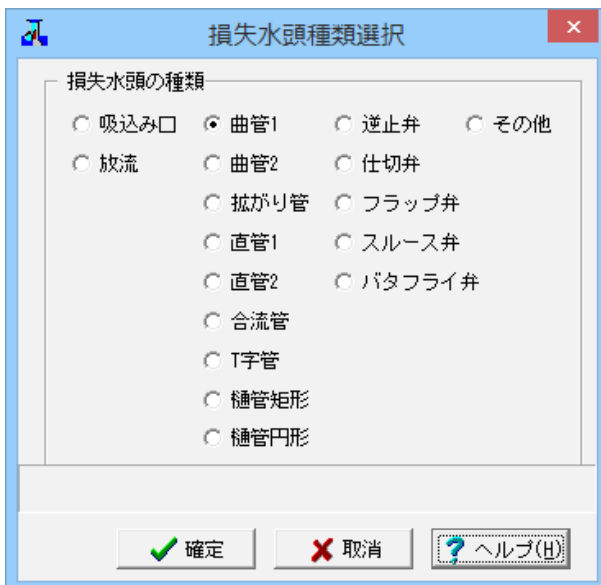 損失水頭種類選択
損失水頭の種類
吸込み口 曲管1 逆止弁 その他
放流 曲管2 仕切弁
拡がり管 フラップ弁
直管1 スルース弁
直管2 バタフライ弁
合流管
T字管
樋管矩形
樋管円形
確定 取消 ヘルプ(H)